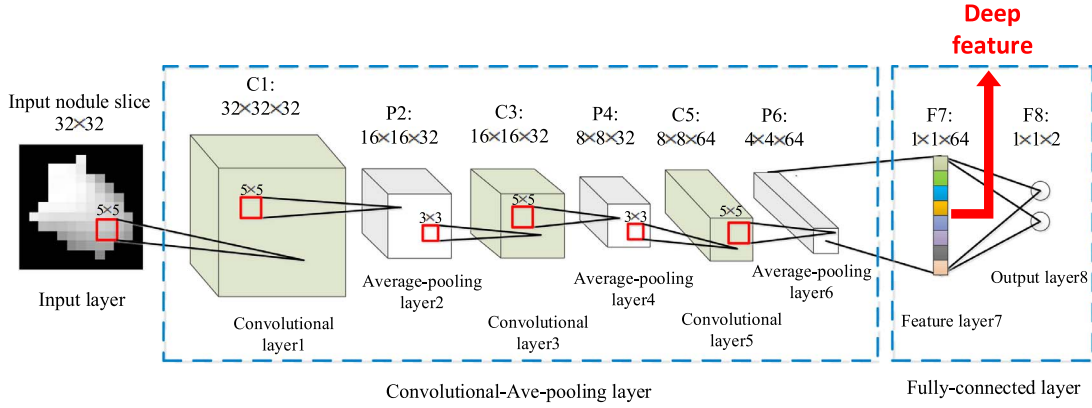 Deep
feature
Input nodule slice
32×32
5×5
Input layer
C1:
32×32×32
5×5
Convolutional
layer1
P2:
16×16×32
3×3
Average-pooling
layer2
C3:
16×16×32
5×5
Convolutional
layer3
P4:
8×8×32
3×3
Average-pooling
layer4
C5:
8×8×64
5×5
Convolutional
layer5
P6:
4×4×64
Average-pooling
layer6
Convolutional-Ave-pooling layer
F7:
1×1×64
Feature layer7
F8:
1×1×2
Output layer8
Fully-connected layer